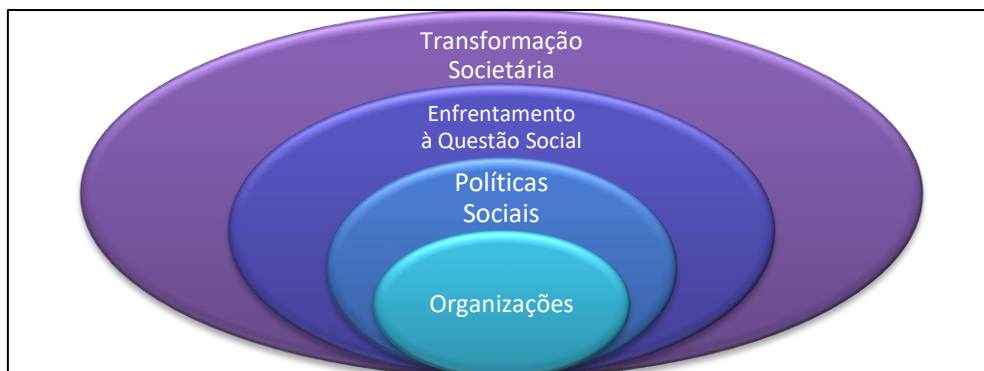 Transformação
Societária
Enfrentamento
à Questão Social
Políticas
Sociais
Organizações